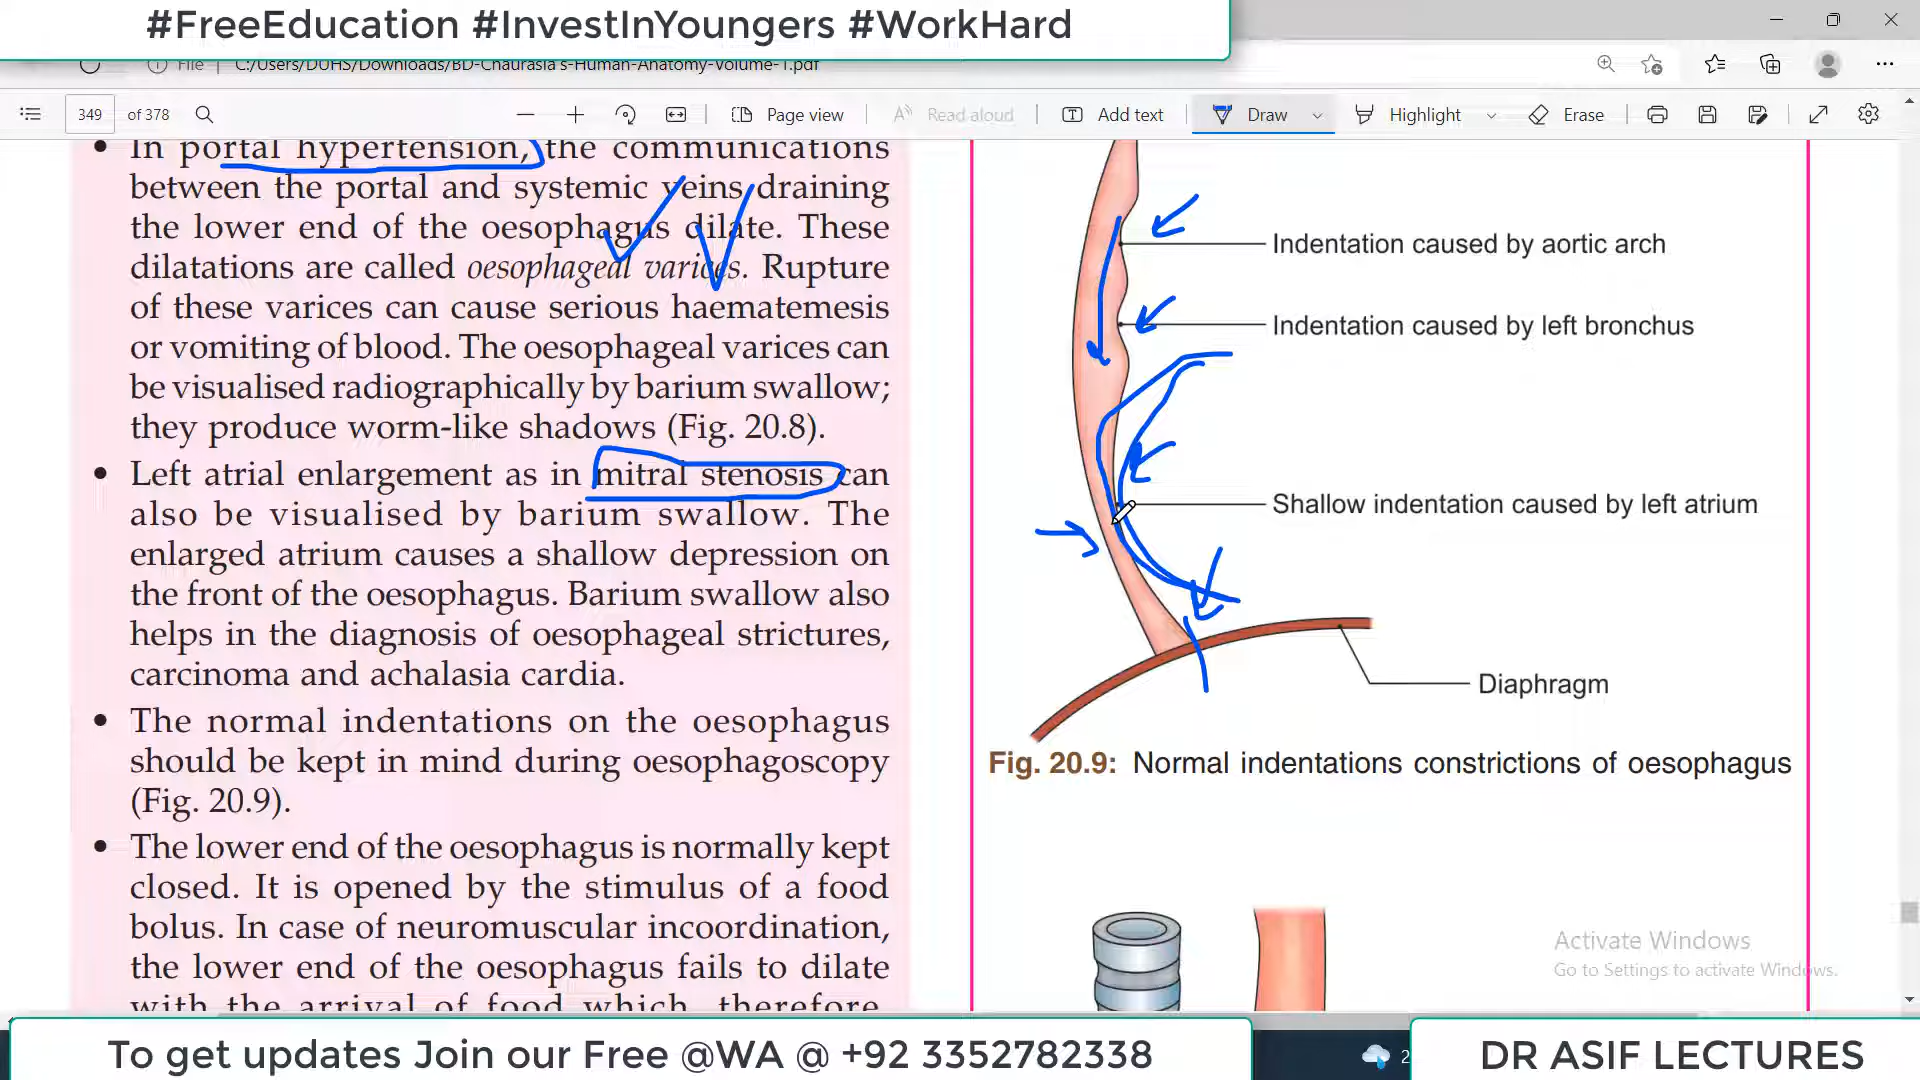 #FreeEducation #InvestInYoungers #WorkHard
File | C:/Users/DUHS/Downloads/BD-Chaurasia s-Human-Anatomy-Volume-1.pdf
349 of 378
Page view
Read aloud
Add text
Draw
Highlight
Erase
• In portal hypertension, the communications
between the portal and systemic veins draining
the lower end of the oesophagus dilate. These
dilatations are called oesophageal varices. Rupture
of these varices can cause serious haematemesis
or vomiting of blood. The oesophageal varices can
be visualised radiographically by barium swallow;
they produce worm-like shadows (Fig. 20.8).
• Left atrial enlargement as in mitral stenosis can
also be visualised by barium swallow. The
enlarged atrium causes a shallow depression on
the front of the oesophagus. Barium swallow also
helps in the diagnosis of oesophageal strictures,
carcinoma and achalasia cardia.
• The normal indentations on the oesophagus
should be kept in mind during oesophagoscopy
(Fig. 20.9).
• The lower end of the oesophagus is normally kept
closed. It is opened by the stimulus of a food
bolus. In case of neuromuscular incoordination,
the lower end of the oesophagus fails to dilate
with the arrival of food which, therefore,
Indentation caused by aortic arch
Indentation caused by left bronchus
Shallow indentation caused by left atrium
Diaphragm
Fig. 20.9: Normal indentations constrictions of oesophagus
Activate Windows
Go to Settings to activate Windows.
To get updates Join our Free @WA @ +92 3352782338
2
DR ASIF LECTURES